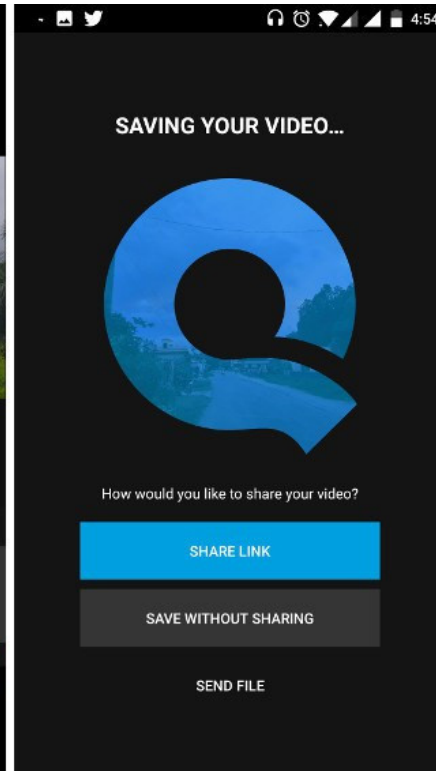 4:54
SAVING YOUR VIDEO...
How would you like to share your video?
SHARE LINK
SAVE WITHOUT SHARING
SEND FILE